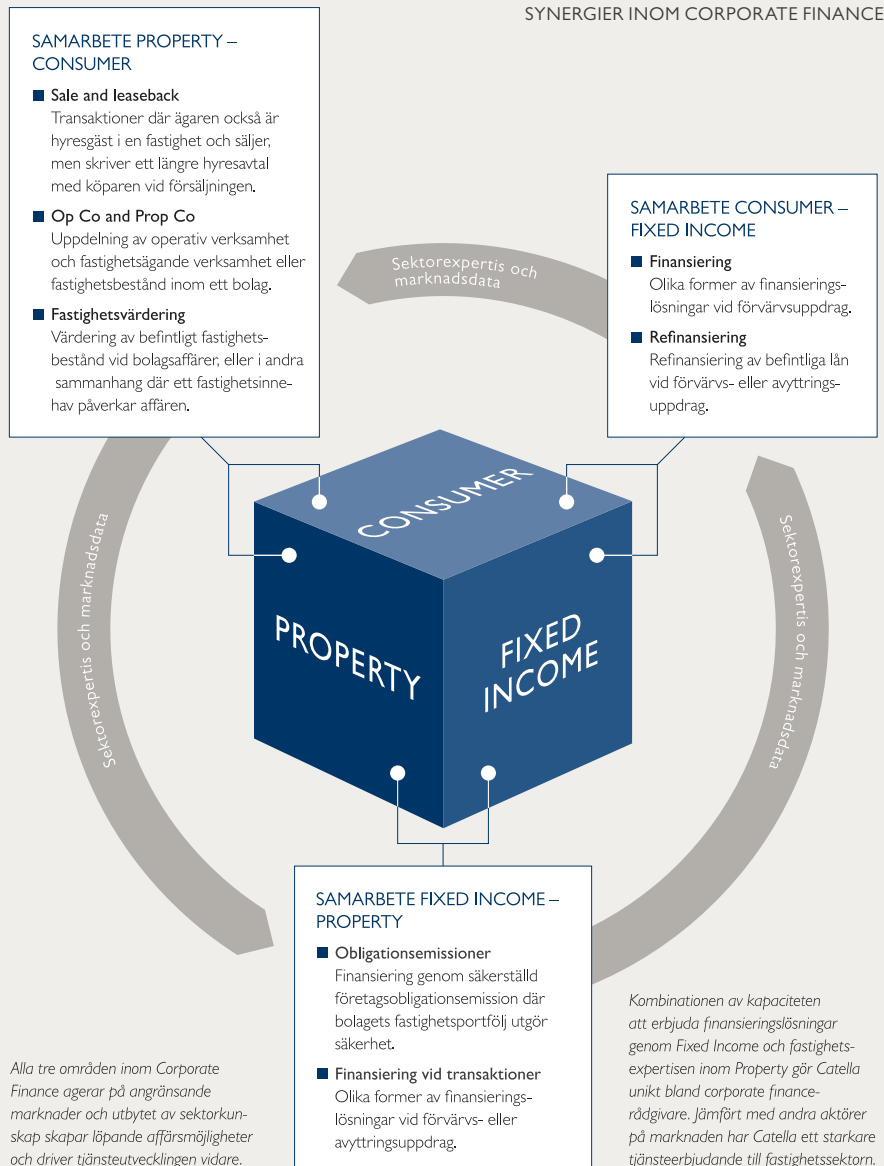 SYNERGIER INOM CORPORATE FINANCE
SAMARBETE PROPERTY –
CONSUMER
Sale and leaseback
Transaktioner där ägaren också är
hyresgäst i en fastighet och säljer,
men skriver ett längre hyresavtal
med köparen vid försäljningen.
Op Co and Prop Co
Uppdelning av operativ verksamhet
och fastighetsägande verksamhet eller
fastighetsbestånd inom ett bolag.
Fastighetsvärdering
Värdering av befintligt fastighets-
bestånd vid bolagsaffärer, eller i andra
sammanhang där ett fastighetsinne-
hav påverkar affären.
SAMARBETE CONSUMER –
FIXED INCOME
Finansiering
Olika former av finansierings-
lösningar vid förvärvsuppdrag.
Refinansiering
Refinansiering av befintliga lån
vid förvärvs- eller avyttrings-
uppdrag.
Sektorexpertis och
marknadsdata
CONSUMER
PROPERTY
FIXED
INCOME
Sektorexpertis och marknadsdata
Sektorexpertis och marknadsdata
SAMARBETE FIXED INCOME –
PROPERTY
Obligationsemissioner
Finansiering genom säkerställd
företagsobligationsemission där
bolagets fastighetsportfölj utgör
säkerhet.
Finansiering vid transaktioner
Olika former av finansierings-
lösningar vid förvärvs- eller
avyttringsuppdrag.
Alla tre områden inom Corporate
Finance agerar på angränsande
marknader och utbytet av sektorkun-
skap skapar löpande affärsmöjligheter
och driver tjänsteutvecklingen vidare.
Kombinationen av kapaciteten
att erbjuda finansieringslösningar
genom Fixed Income och fastighets-
expertisen inom Property gör Catella
unikt bland corporate finance-
rådgivare. Jämfört med andra aktörer
på marknaden har Catella ett starkare
tjänsteerbjudande till fastighetssektorn.